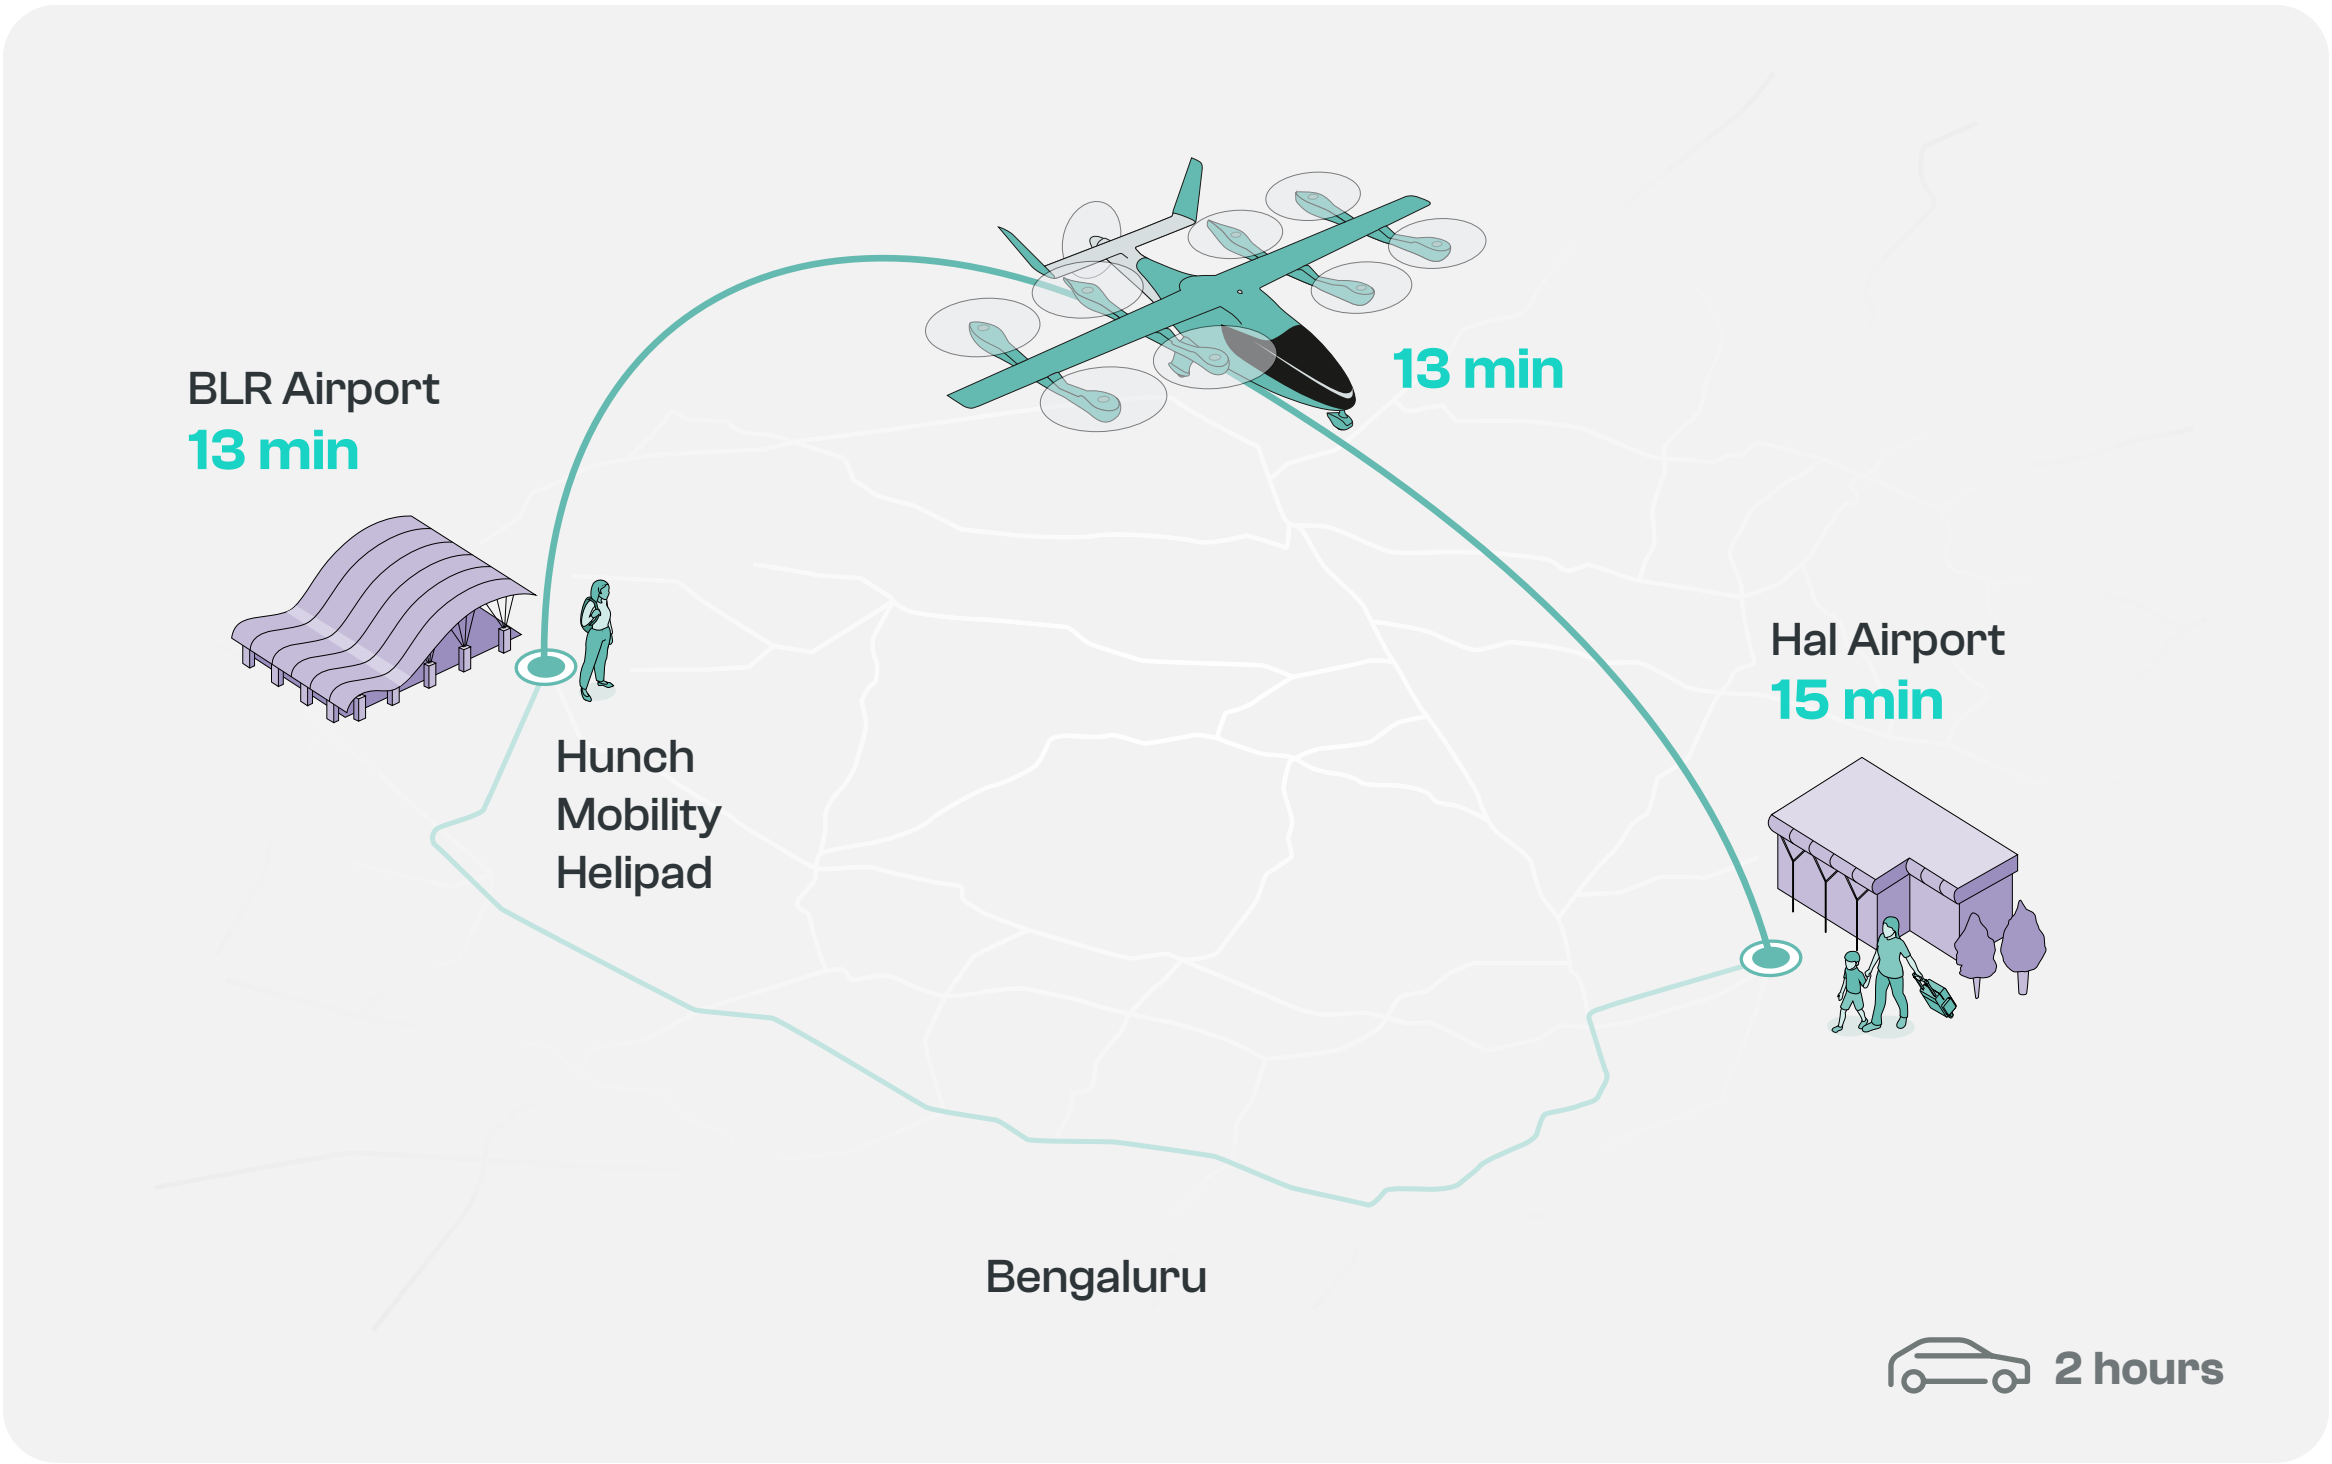 13 min
BLR Airport
13 min
Hal Airport
15 min
Hunch
Mobility
Helipad
Bengaluru
2 hours